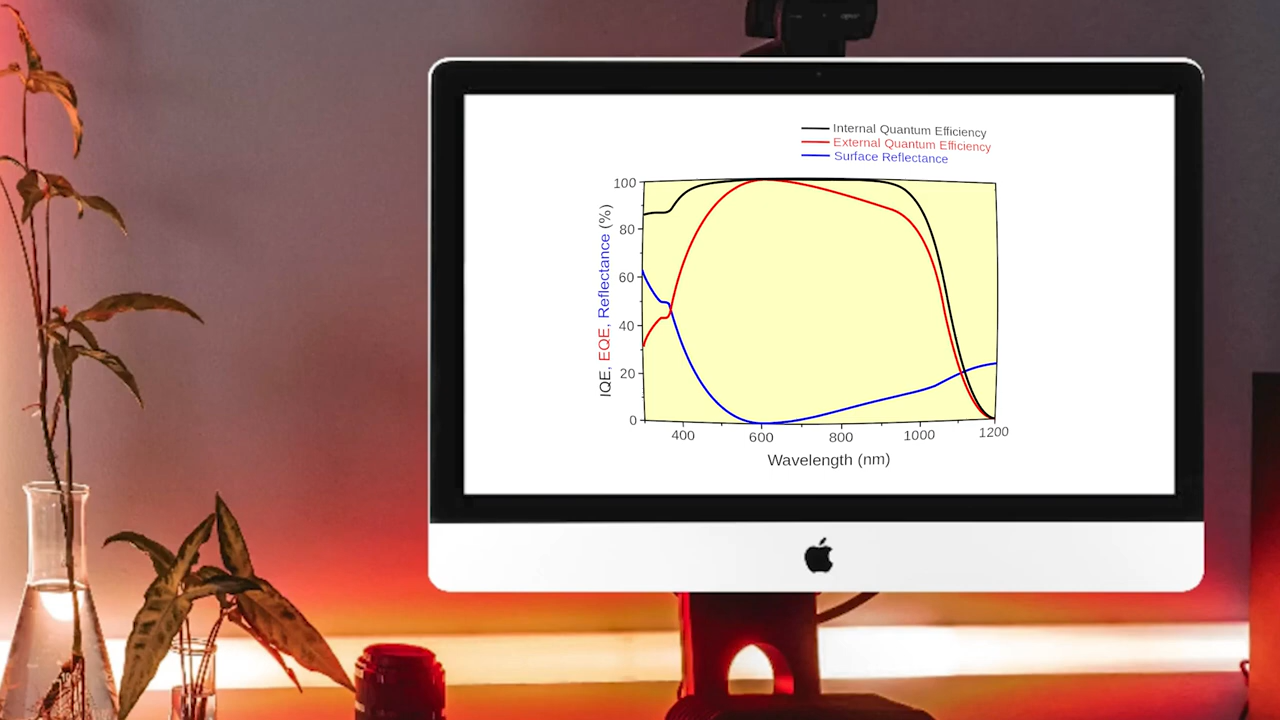 Internal Quantum Efficiency
External Quantum Efficiency
Surface Reflectance
IQE, EQE, Reflectance (%)
100
80
60
40
20
0
400 600 800 1000 1200
Wavelength (nm)